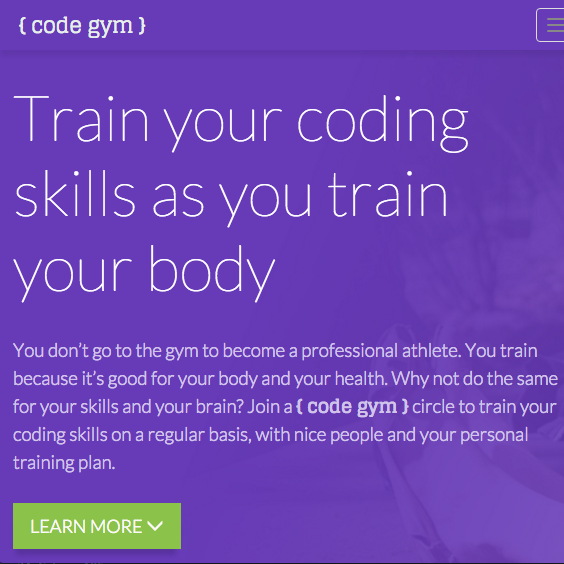 { code gym }
Train your coding
skills as you train
your body
You don’t go to the gym to become a professional athlete. You train
because it’s good for your body and your health. Why not do the same
for your skills and your brain? Join a { code gym } circle to train your
coding skills on a regular basis, with nice people and your personal
training plan.
LEARN MORE